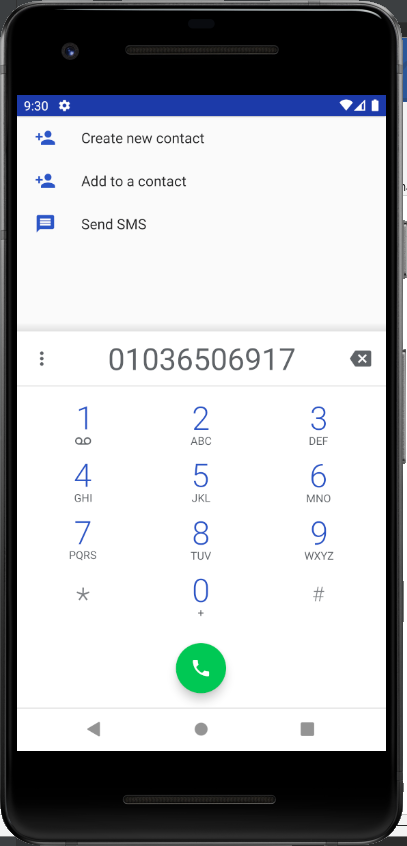 9:30
Create new contact
Add to a contact
Send SMS
01036506917
1 2 3
ABC DEF
4 5 6
GHI JKL MNO
7 8 9
PQRS TUV WXYZ
* 0 #
+